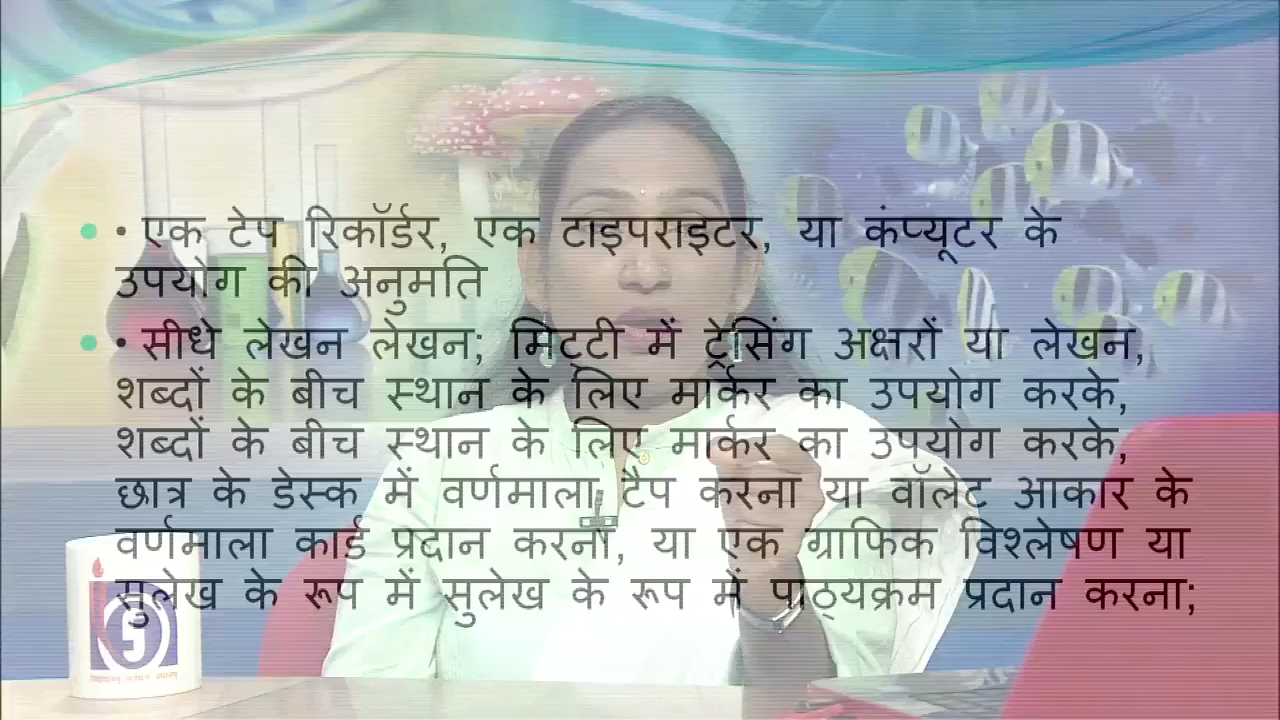 • एक टेप रिकॉर्डर, एक टाइपराइटर, या कंप्यूटर के
उपयोग की अनुमति
• सीधे लेखन लेखन; मिट्टी में ट्रेसिंग अक्षरों या लेखन,
शब्दों के बीच स्थान के लिए मार्कर का उपयोग करके,
शब्दों के बीच स्थान के लिए मार्कर का उपयोग करके,
छात्र के डेस्क में वर्णमाला टैप करना या वॉलेट आकार के
वर्णमाला कार्ड प्रदान करना, या एक ग्राफिक विश्लेषण या
सुलेख के रूप में सुलेख के रूप में पाठ्यक्रम प्रदान करना;